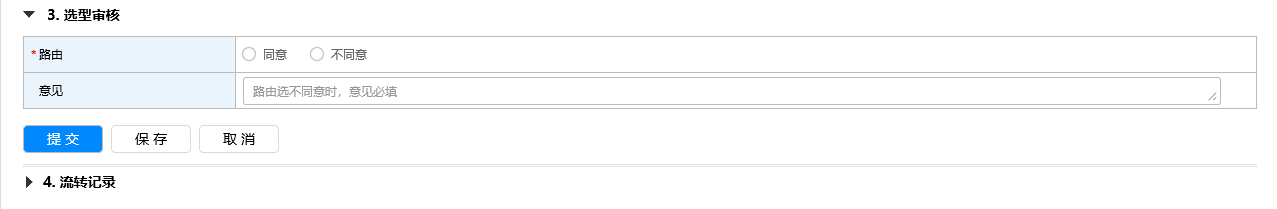 3. 选型审核
*路由
同意 不同意
意见
路由选不同意时，意见必填
提交 保存 取消
4. 流转记录